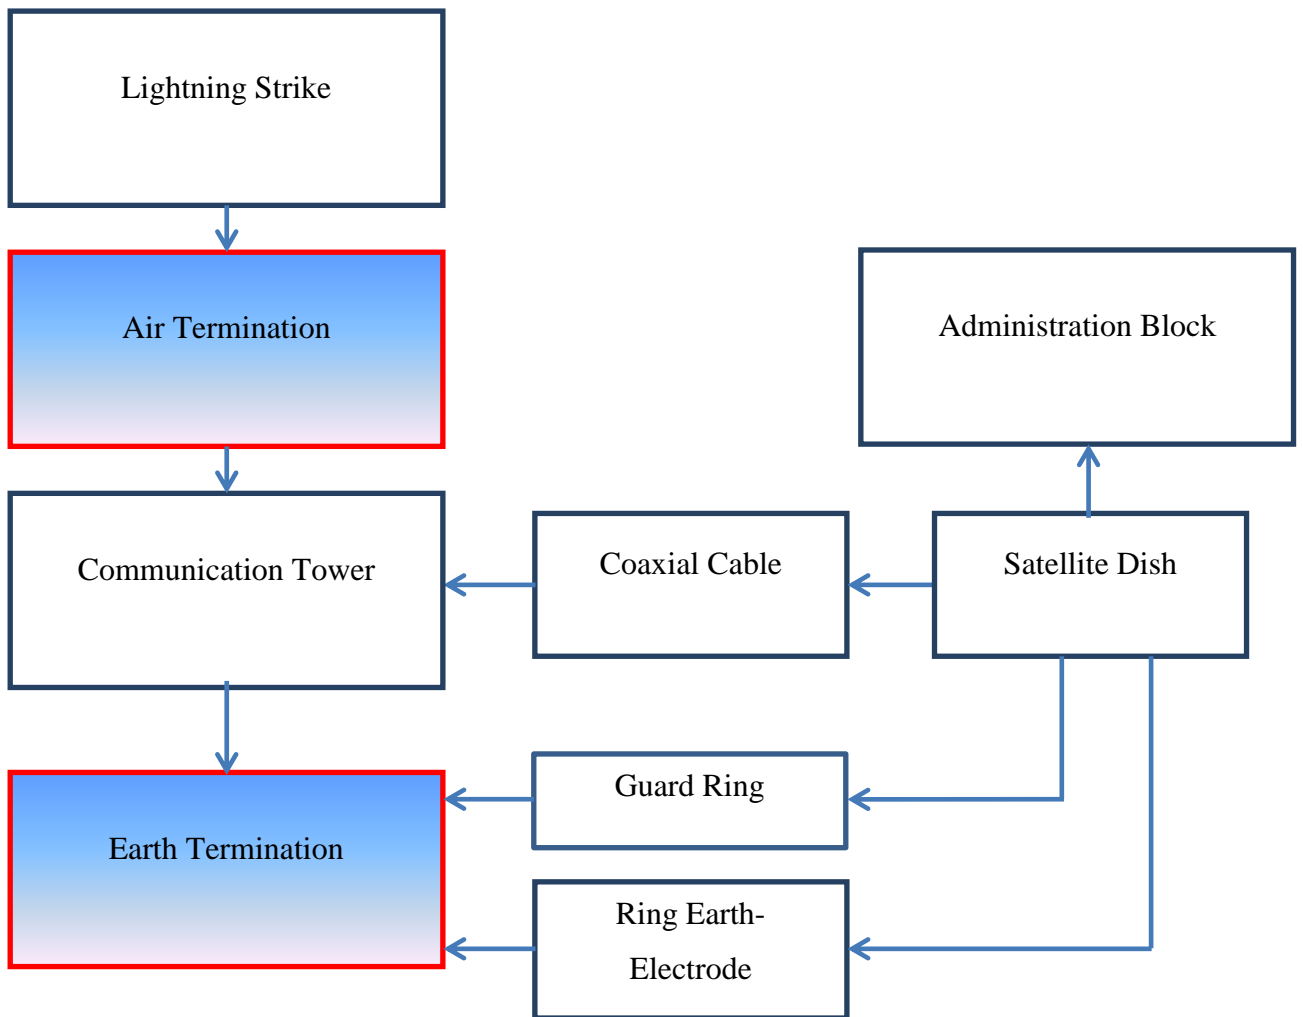 Lightning Strike
Air Termination
Administration Block
Communication Tower
Coaxial Cable
Satellite Dish
Guard Ring
Earth Termination
Ring Earth-
Electrode